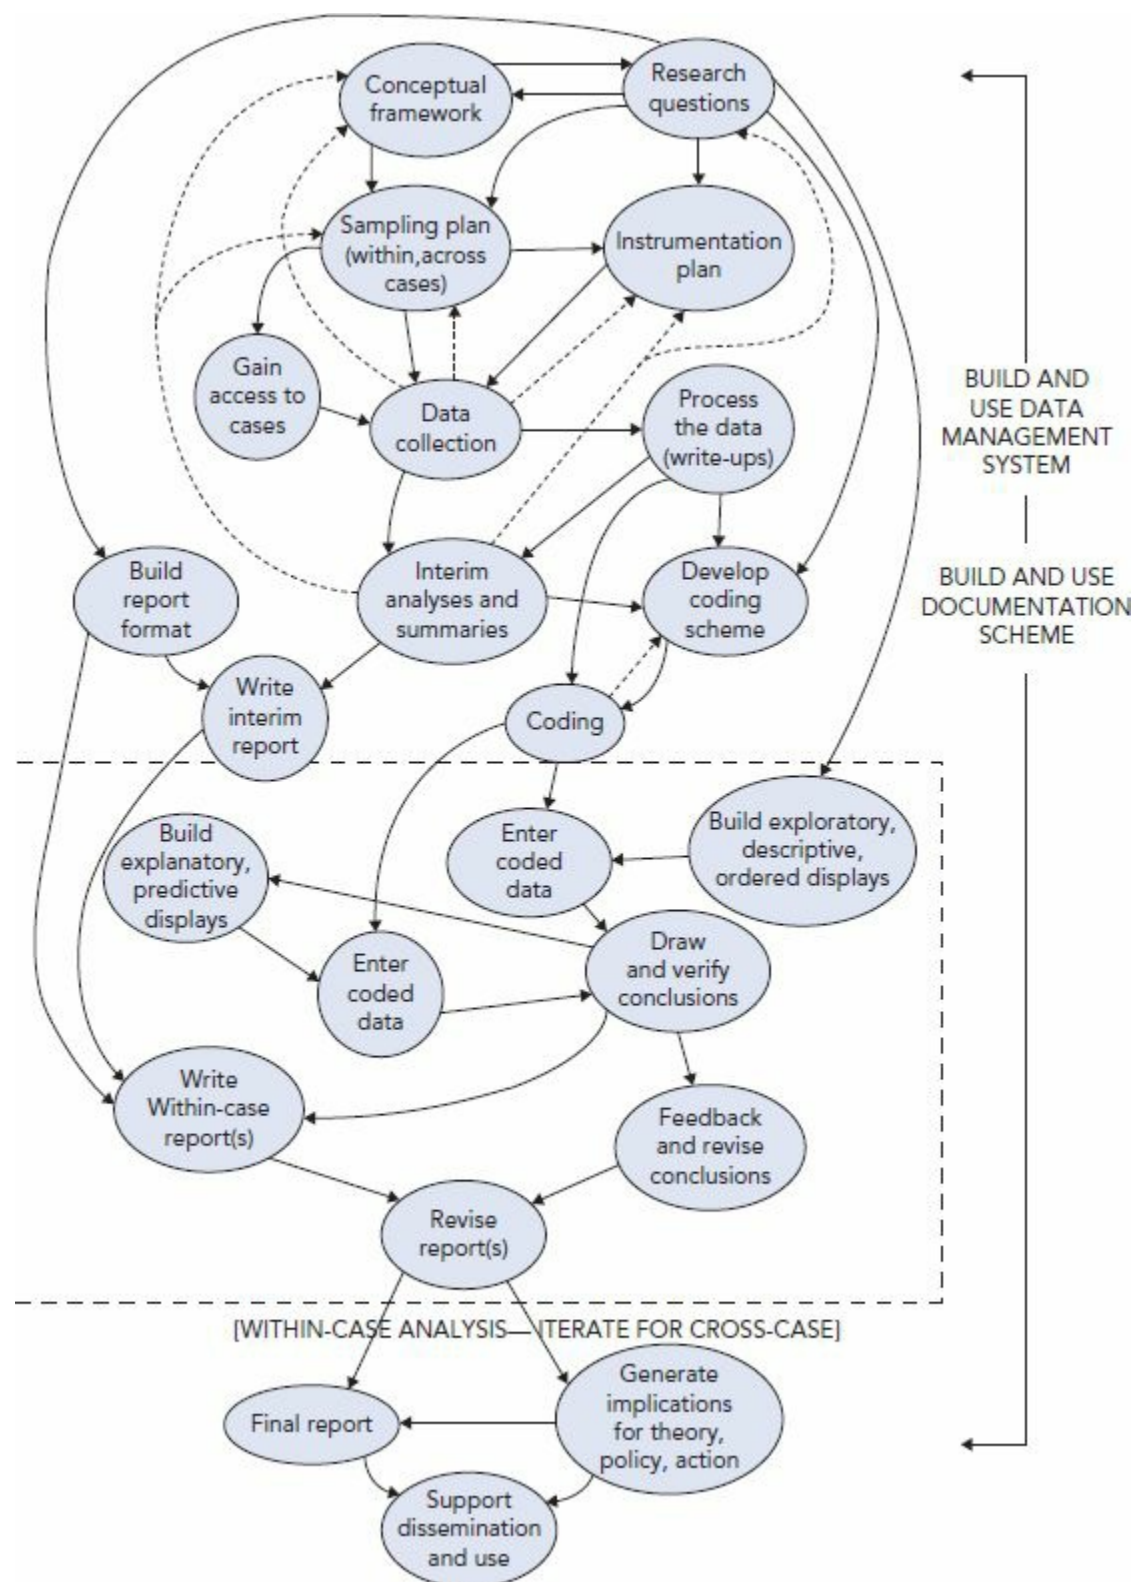 Conceptual
framework
Research
questions
Sampling plan
(within,across
cases)
Instrumentation
plan
Gain
access to
cases
Data
collection
Process
the data
(write-ups)
BUILD AND
USE DATA
MANAGEMENT
SYSTEM
Build
report
format
Interim
analyses and
summaries
Develop
coding
scheme
BUILD AND USE
DOCUMENTATION
SCHEME
Write
interim
report
Coding
Build
explanatory,
predictive
displays
Enter
coded
data
Build exploratory,
descriptive,
ordered displays
Enter
coded
data
Draw
and verify
conclusions
Write
Within-case
report(s)
Feedback
and revise
conclusions
Revise
report(s)
[WITHIN-CASE ANALYSIS— ITERATE FOR CROSS-CASE]
Final report
Generate
implications
for theory,
policy, action
Support
dissemination
and use